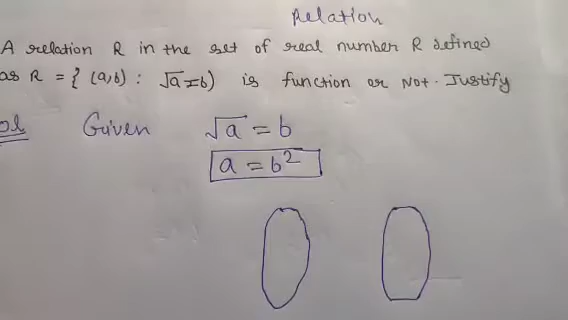 Relation
A relation R in the set of real number R defined
as R = { (a,b) : √a = b) is function or Not. Justify
Sol Given √a = b
a = b²